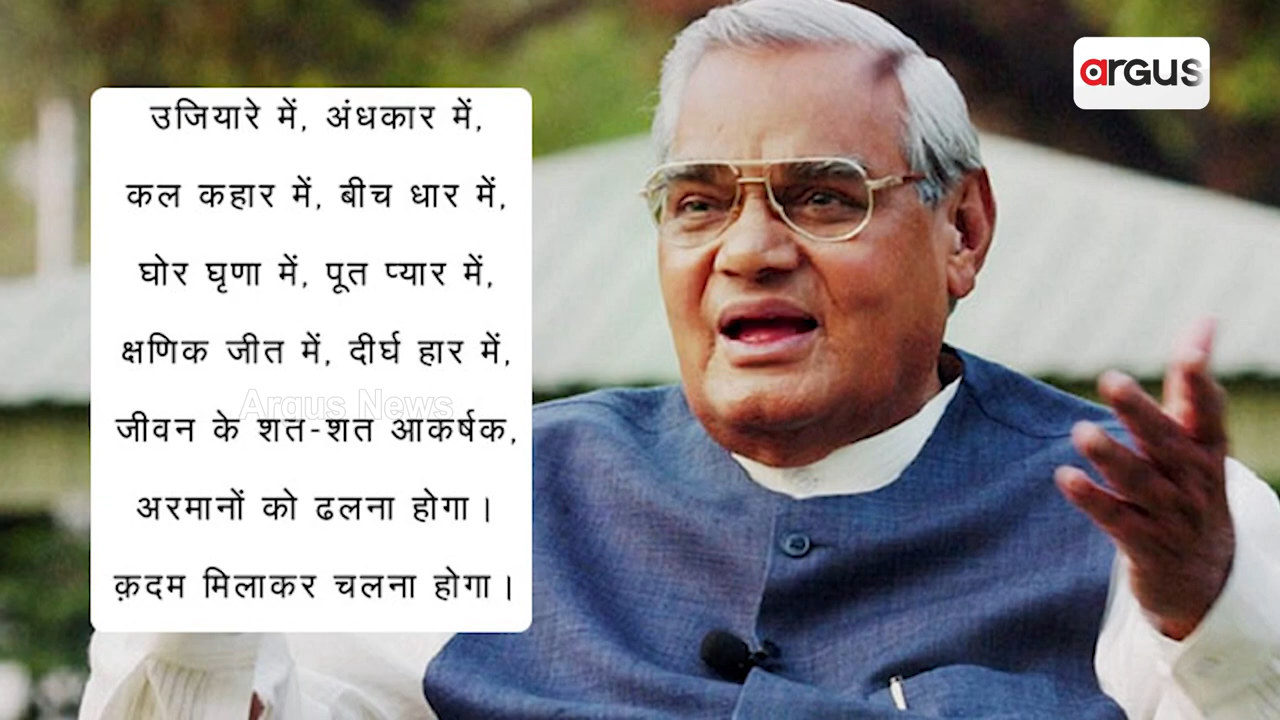 argus
उजियारे में, अंधकार में,
कल कहार में, बीच धार में,
घोर घृणा में, पूत प्यार में,
क्षणिक जीत में, दीर्घ हार में,
Argus News
जीवन के शत-शत आकर्षक,
अरमानों को ढलना होगा।
क़दम मिलाकर चलना होगा।